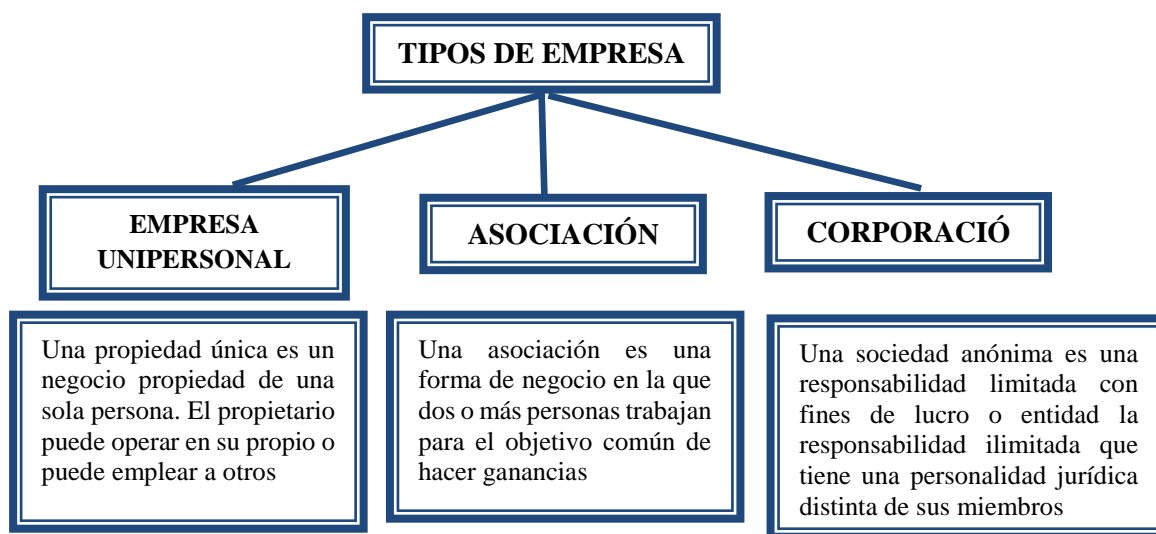 TIPOS DE EMPRESA
EMPRESA
UNIPERSONAL
ASOCIACIÓN
CORPORACIÓ
Una propiedad única es un
negocio propiedad de una
sola persona. El propietario
puede operar en su propio o
puede emplear a otros
Una asociación es una
forma de negocio en la que
dos o más personas trabajan
para el objetivo común de
hacer ganancias
Una sociedad anónima es una
responsabilidad limitada con
fines de lucro o entidad la
responsabilidad ilimitada que
tiene una personalidad jurídica
distinta de sus miembros